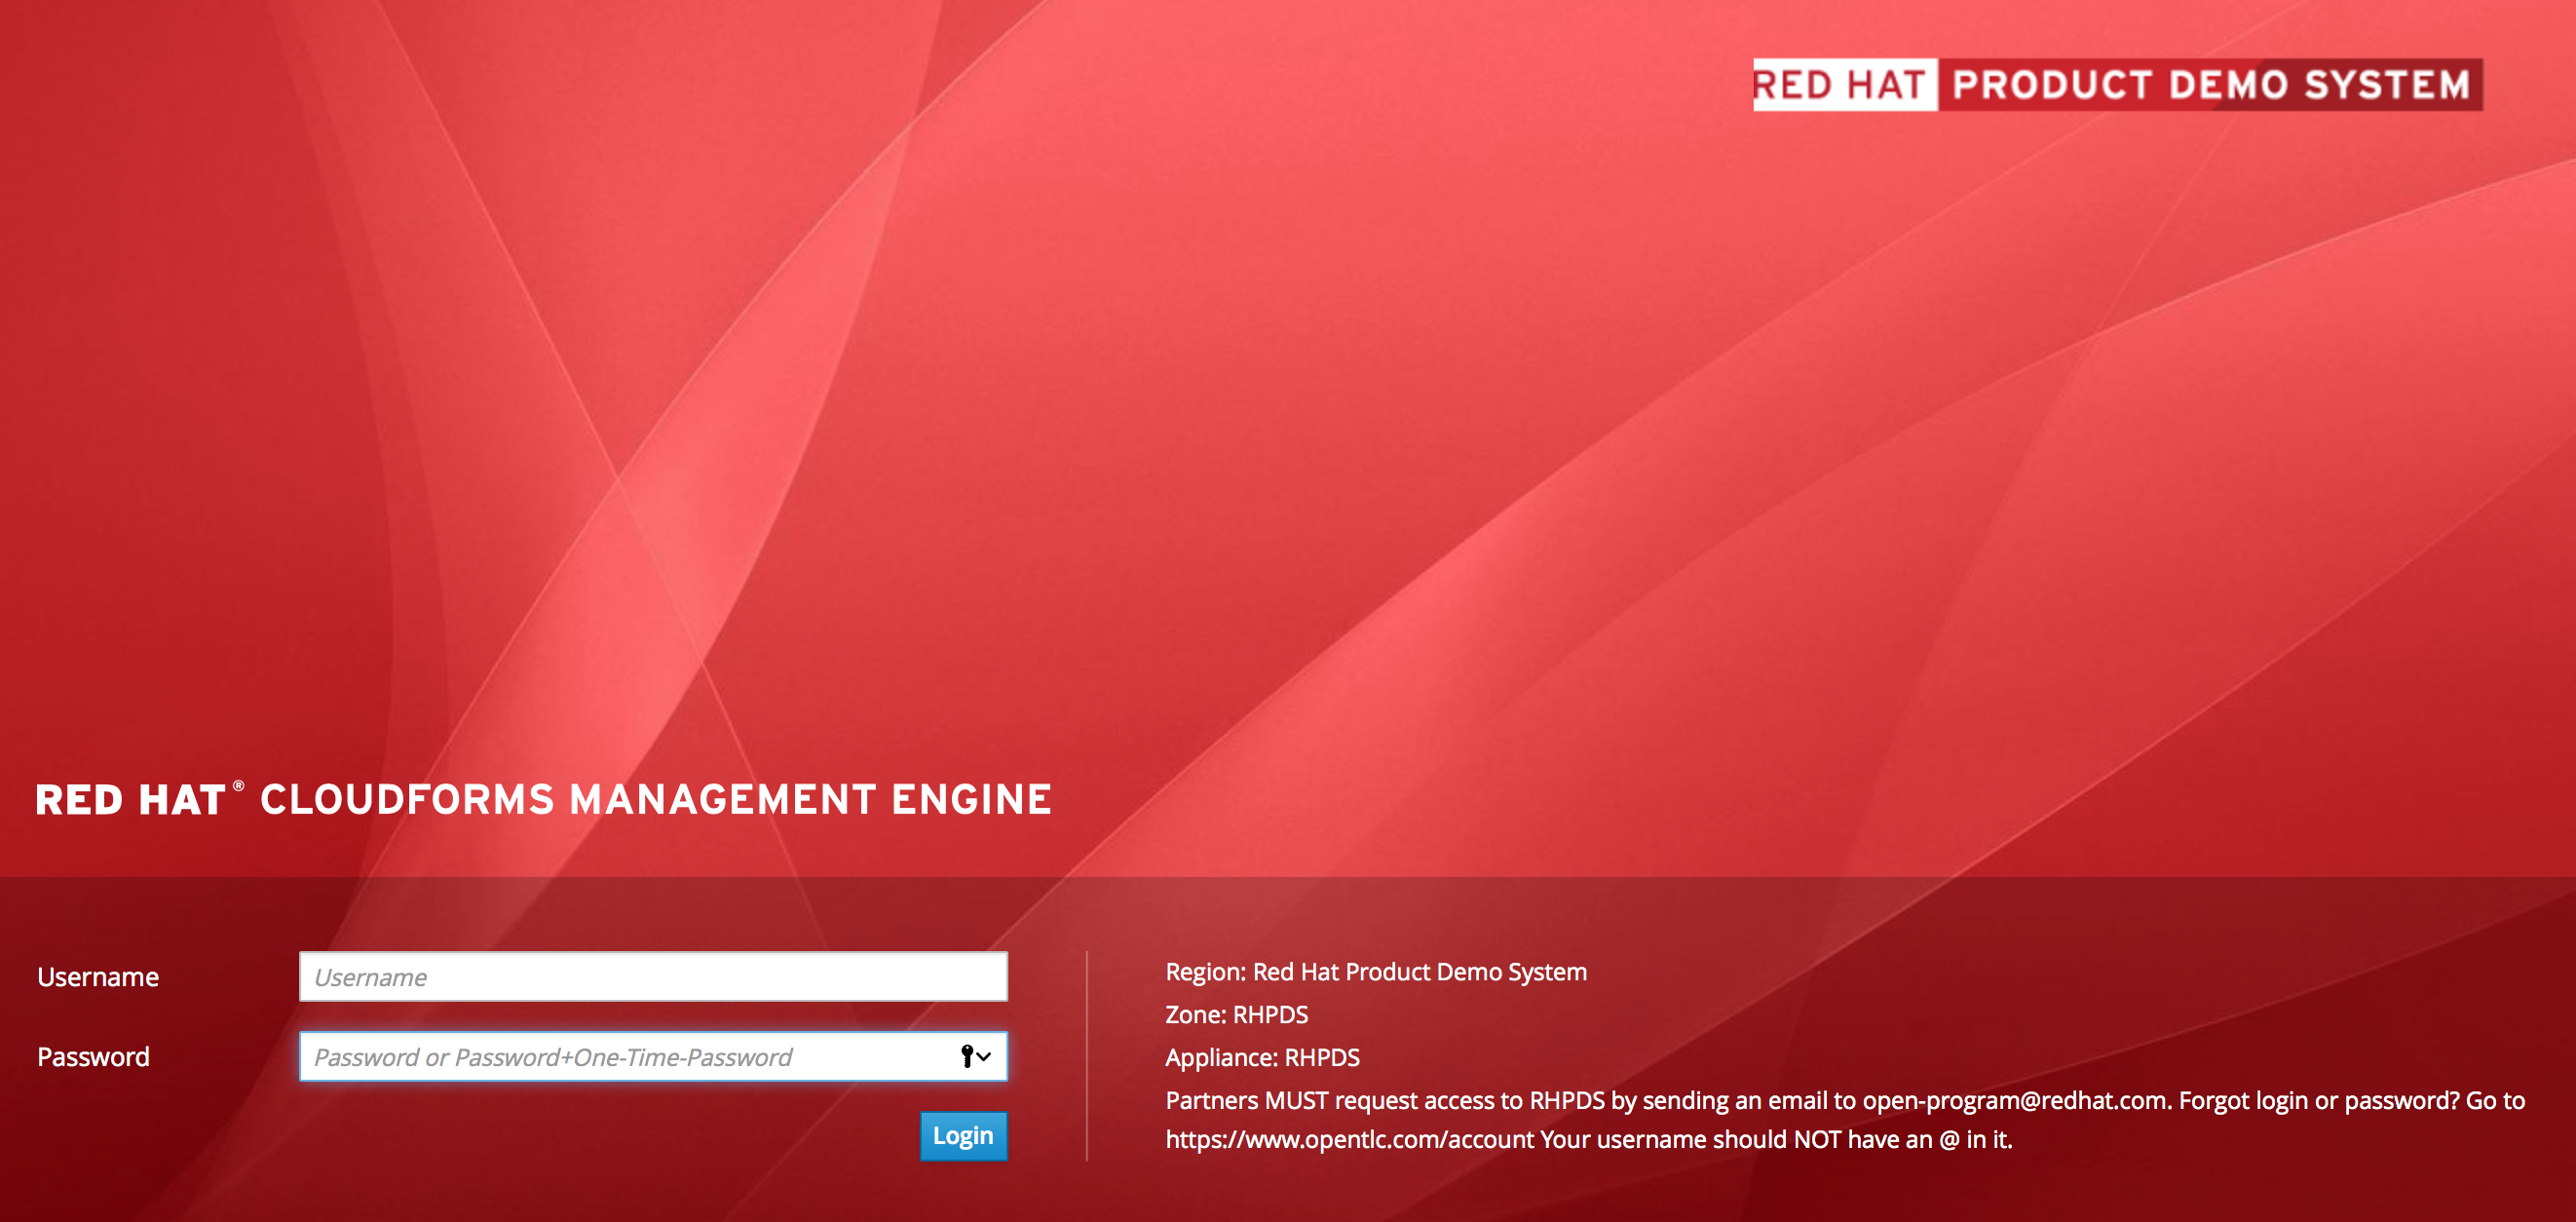 RED HAT PRODUCT DEMO SYSTEM
RED HAT® CLOUDFORMS MANAGEMENT ENGINE
Username
Username
Password
Password or Password+One-Time-Password
Login
Region: Red Hat Product Demo System
Zone: RHPDS
Appliance: RHPDS
Partners MUST request access to RHPDS by sending an email to open-program@redhat.com. Forgot login or password? Go to
https://www.opentlc.com/account Your username should NOT have an @ in it.